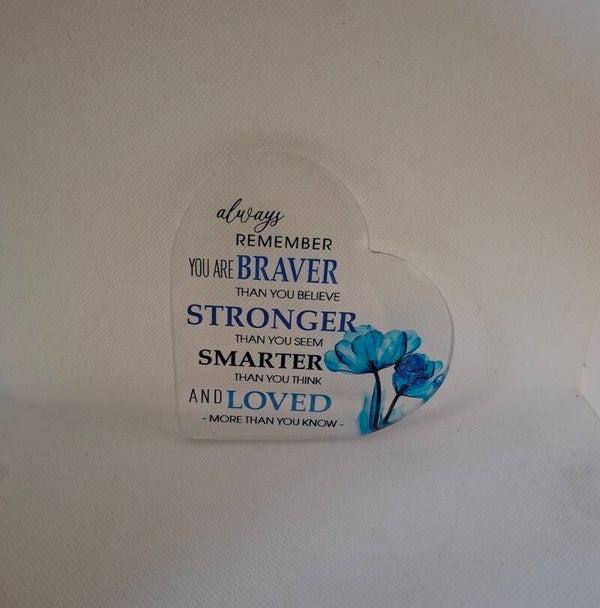 always
REMEMBER
YOU ARE BRAVER
THAN YOU BELIEVE
STRONGER
THAN YOU SEEM
SMARTER
THAN YOU THINK
AND LOVED
- MORE THAN YOU KNOW -